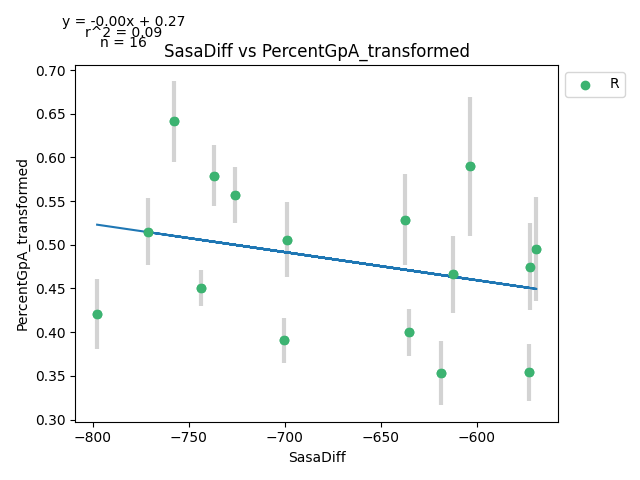 y = -0.00x + 0.27
r^2 = 0.09
n = 16
SasaDiff vs PercentGpA_transformed
R
0.70
0.65
0.60
0.55
0.50
0.45
0.40
0.35
0.30
PercentGpA_transformed
−800
−750
−700
−650
−600
SasaDiff